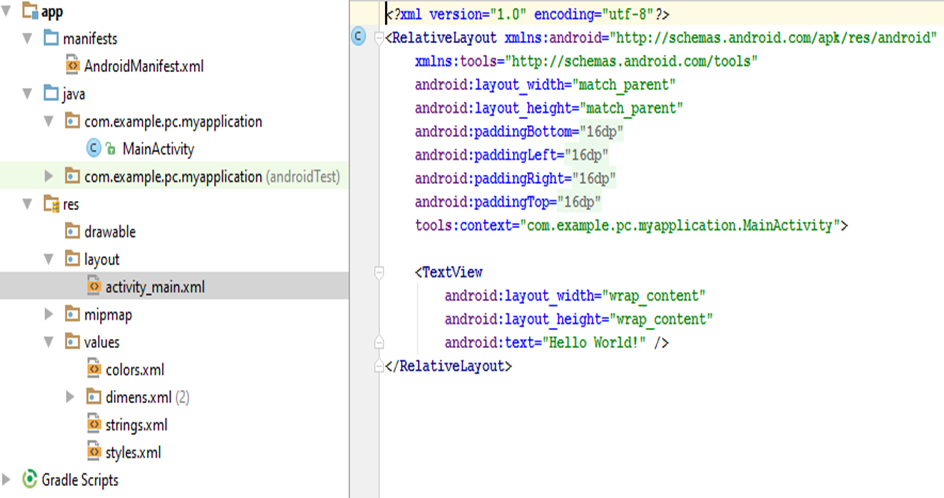 app
manifests
AndroidManifest.xml
java
com.example.pc.myapplication
C MainActivity
com.example.pc.myapplication (androidTest)
res
drawable
layout
activity_main.xml
mipmap
values
colors.xml
dimens.xml (2)
strings.xml
styles.xml
Gradle Scripts
<?xml version="1.0" encoding="utf-8"?>
C <RelativeLayout xmlns:android="http://schemas.android.com/apk/res/android"
xmlns:tools="http://schemas.android.com/tools"
android:layout_width="match_parent"
android:layout_height="match_parent"
android:paddingBottom="16dp"
android:paddingLeft="16dp"
android:paddingRight="16dp"
android:paddingTop="16dp"
tools:context="com.example.pc.myapplication.MainActivity">
<TextView
android:layout_width="wrap_content"
android:layout_height="wrap_content"
android:text="Hello World!" />
</RelativeLayout>